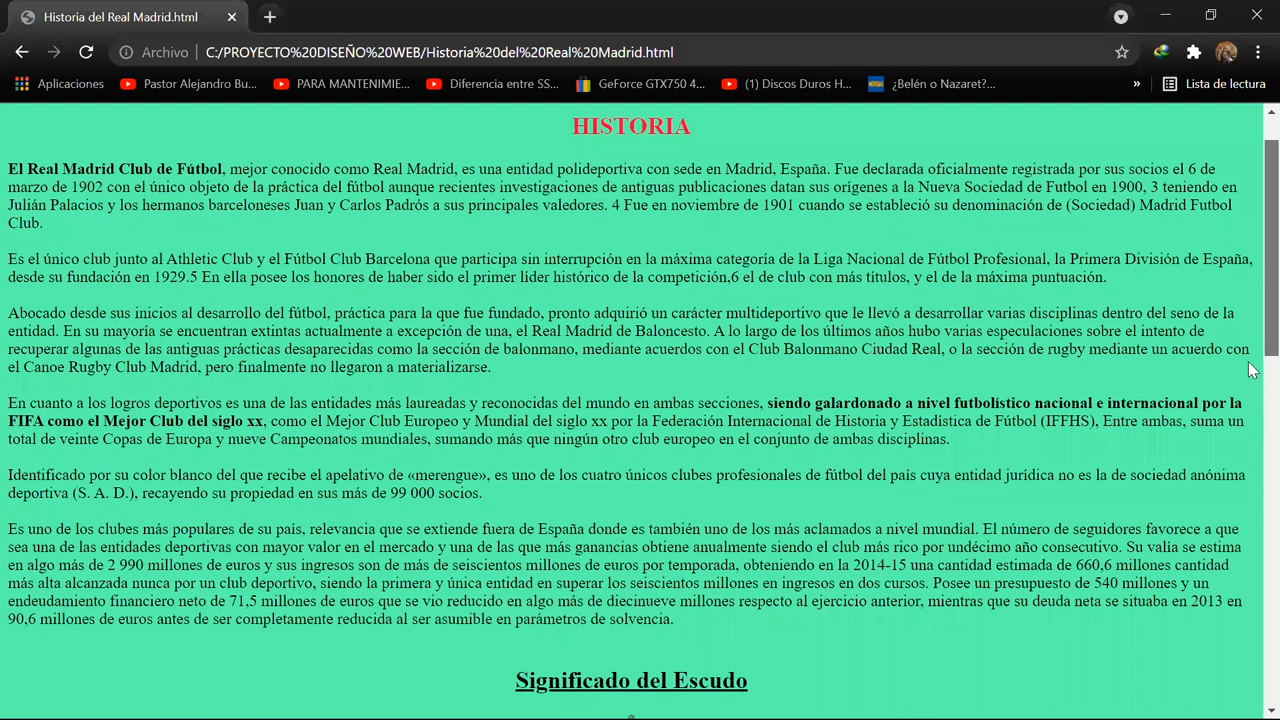 Historia del Real Madrid.html
Archivo
C:/PROYECTO%20DISEÑO%20WEB/Historia%20del%20Real%20Madrid.html
Aplicaciones
Pastor Alejandro Bu...
PARA MANTENIMIE...
Diferencia entre SS...
GeForce GTX750 4...
(1) Discos Duros H...
¿Belén o Nazaret?...
»
Lista de lectura
HISTORIA
El Real Madrid Club de Fútbol, mejor conocido como Real Madrid, es una entidad polideportiva con sede en Madrid, España. Fue declarada oficialmente registrada por sus socios el 6 de
marzo de 1902 con el único objeto de la práctica del fútbol aunque recientes investigaciones de antiguas publicaciones datan sus orígenes a la Nueva Sociedad de Futbol en 1900, 3 teniendo en
Julián Palacios y los hermanos barceloneses Juan y Carlos Padrós a sus principales valedores. 4 Fue en noviembre de 1901 cuando se estableció su denominación de (Sociedad) Madrid Futbol
Club.
Es el único club junto al Athletic Club y el Fútbol Club Barcelona que participa sin interrupción en la máxima categoría de la Liga Nacional de Fútbol Profesional, la Primera División de España,
desde su fundación en 1929.5 En ella posee los honores de haber sido el primer líder histórico de la competición,6 el de club con más títulos, y el de la máxima puntuación.
Abocado desde sus inicios al desarrollo del fútbol, práctica para la que fue fundado, pronto adquirió un carácter multideportivo que le llevó a desarrollar varias disciplinas dentro del seno de la
entidad. En su mayoría se encuentran extintas actualmente a excepción de una, el Real Madrid de Baloncesto. A lo largo de los últimos años hubo varias especulaciones sobre el intento de
recuperar algunas de las antiguas prácticas desaparecidas como la sección de balonmano, mediante acuerdos con el Club Balonmano Ciudad Real, o la sección de rugby mediante un acuerdo con
el Canoe Rugby Club Madrid, pero finalmente no llegaron a materializarse.
En cuanto a los logros deportivos es una de las entidades más laureadas y reconocidas del mundo en ambas secciones, siendo galardonado a nivel futbolístico nacional e internacional por la
FIFA como el Mejor Club del siglo xx, como el Mejor Club Europeo y Mundial del siglo xx por la Federación Internacional de Historia y Estadística de Fútbol (IFFHS), Entre ambas, suma un
total de veinte Copas de Europa y nueve Campeonatos mundiales, sumando más que ningún otro club europeo en el conjunto de ambas disciplinas.
Identificado por su color blanco del que recibe el apelativo de «merengue», es uno de los cuatro únicos clubes profesionales de fútbol del país cuya entidad jurídica no es la de sociedad anónima
deportiva (S. A. D.), recayendo su propiedad en sus más de 99 000 socios.
Es uno de los clubes más populares de su país, relevancia que se extiende fuera de España donde es también uno de los más aclamados a nivel mundial. El número de seguidores favorece a que
sea una de las entidades deportivas con mayor valor en el mercado y una de las que más ganancias obtiene anualmente siendo el club más rico por undécimo año consecutivo. Su valía se estima
en algo más de 2 990 millones de euros y sus ingresos son de más de seiscientos millones de euros por temporada, obteniendo en la 2014-15 una cantidad estimada de 660,6 millones cantidad
más alta alcanzada nunca por un club deportivo, siendo la primera y única entidad en superar los seiscientos millones en ingresos en dos cursos. Posee un presupuesto de 540 millones y un
endeudamiento financiero neto de 71,5 millones de euros que se vio reducido en algo más de diecinueve millones respecto al ejercicio anterior, mientras que su deuda neta se situaba en 2013 en
90,6 millones de euros antes de ser completamente reducida al ser asumible en parámetros de solvencia.
Significado del Escudo